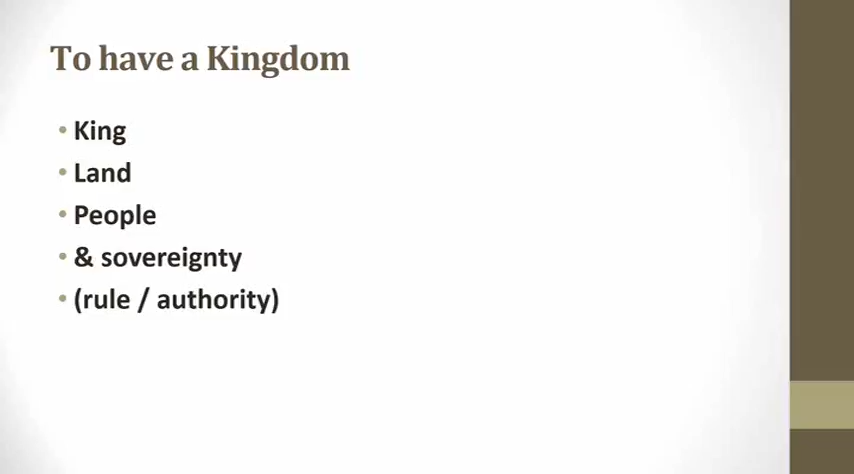 To have a Kingdom
• King
• Land
• People
• & sovereignty
• (rule / authority)